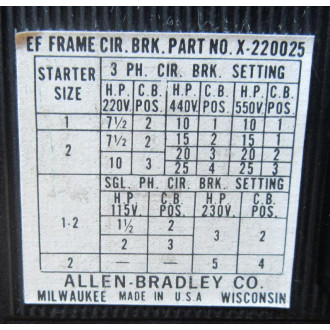 EF FRAME CIR. BRK. PART NO. X-220025
STARTER SIZE 3 PH. CIR. BRK. SETTING
H.P. 220V. C.B. POS. H.P. 440V. C.B. POS. H.P. 550V. C.B. POS.
1 7½ 2 10 1 10 1
2 7½ 2 15 2 15 1
10 3 20 3 20 2
25 4 25 3
SGL. PH. CIR. BRK. SETTING
H.P. 115V. C.B. POS. H.P. 230V. C.B. POS.
1-2 1½ 2 3 2
2 3
2 — — 5 4
ALLEN-BRADLEY CO.
MILWAUKEE MADE IN U.S.A WISCONSIN